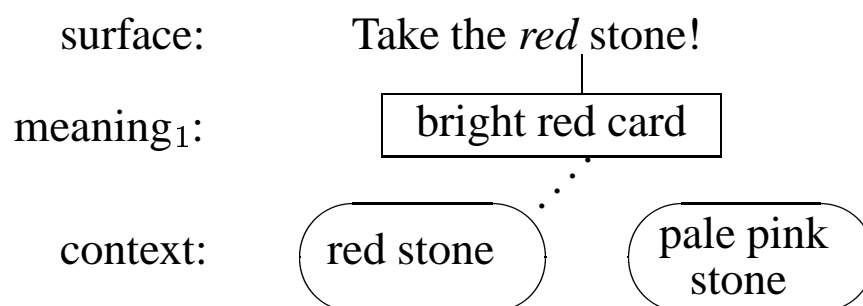 surface: Take the red stone!
meaning₁: bright red card
context: red stone pale pink
stone